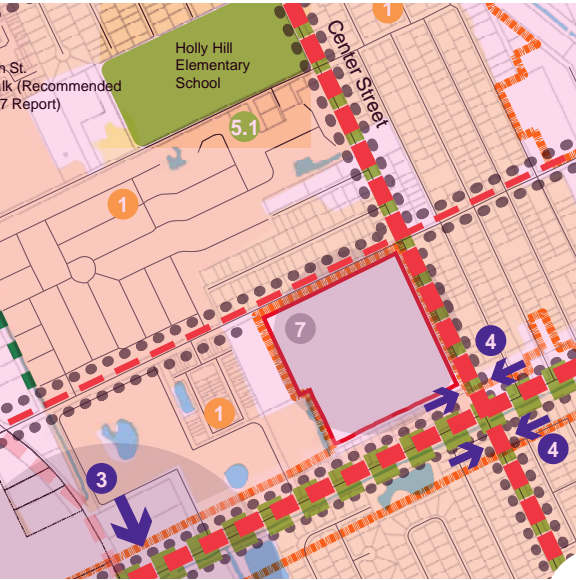 1
Holly Hill
Elementary
School
Center Street
n St.
lk (Recommended
7 Report)
5.1
1
7
4
1
4
3